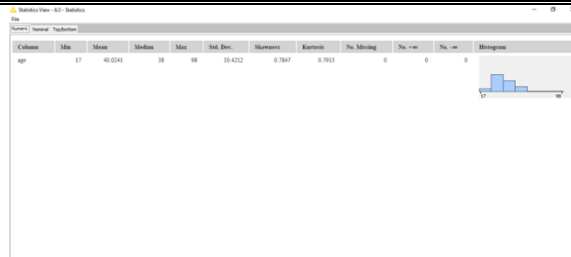 Statistics View - 6:3 - Statistics
File
Numeric Nominal Top/bottom
Column Min Mean Median Max Std. Dev. Skewness Kurtosis No. Missing No. +∞ No. -∞ Histogram
age 17 40.0241 38 98 10.4212 0.7847 0.7913 0 0 0
17 98